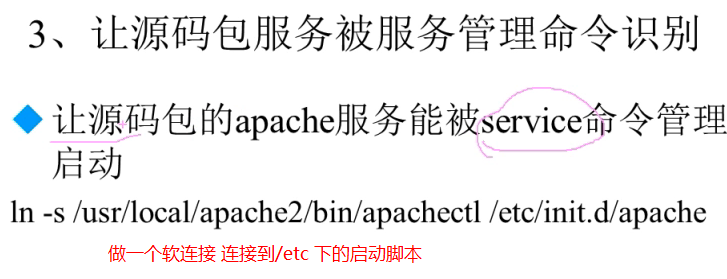 3、让源码包服务被服务管理命令识别
让源码包的apache服务能被service命令管理
启动
ln -s /usr/local/apache2/bin/apachectl /etc/init.d/apache
做一个软连接 连接到/etc 下的启动脚本